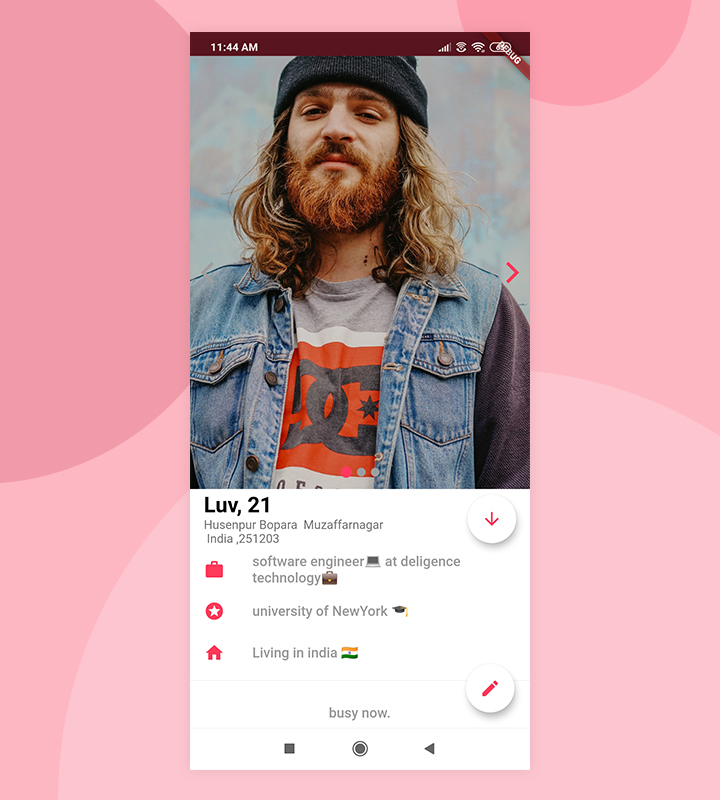 11:44 AM
DC
Luv, 21
Husenpur Bopara  Muzaffarnagar
India ,251203
software engineer💻 at deligence
technology💼
university of NewYork 🎓
Living in india 🇮🇳
busy now.